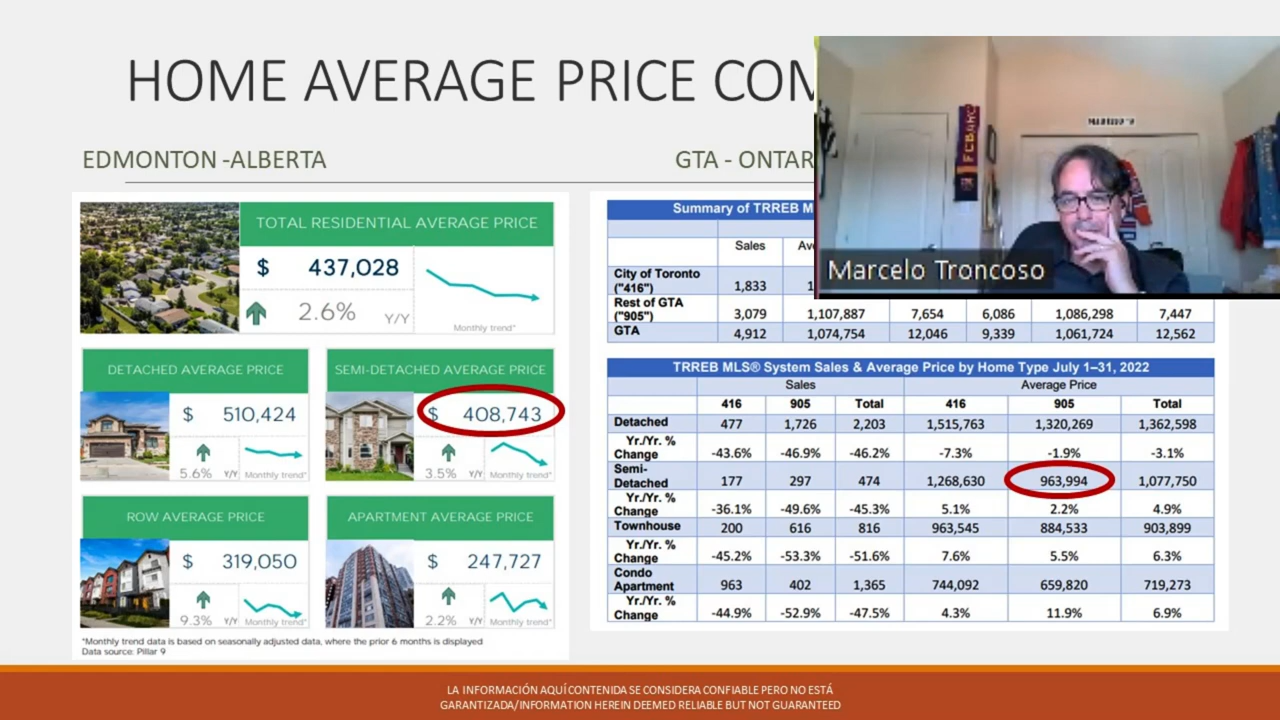 HOME AVERAGE PRICE COM
EDMONTON -ALBERTA
GTA - ONTAR
TOTAL RESIDENTIAL AVERAGE PRICE
$ 437,028
2.6% Y/Y
Monthly trend*
DETACHED AVERAGE PRICE
$ 510,424
5.6% Y/Y Monthly trend*
SEMI-DETACHED AVERAGE PRICE
$ 408,743
3.5% Y/Y Monthly trend*
ROW AVERAGE PRICE
$ 319,050
9.3% Y/Y Monthly trend*
APARTMENT AVERAGE PRICE
$ 247,727
2.2% Y/Y Monthly trend*
*Monthly trend data is based on seasonally adjusted data, where the prior 6 months is displayed
Data source: Pillar 9
Summary of TRREB M
Sales Av
City of Toronto
("416") 1,833 1
Rest of GTA
("905") 3,079 1,107,887 7,654 6,086 1,086,298 7,447
GTA 4,912 1,074,754 12,046 9,339 1,061,724 12,562
TRREB MLS® System Sales & Average Price by Home Type July 1–31, 2022
Sales Average Price
416 905 Total 416 905 Total
Detached 477 1,726 2,203 1,515,763 1,320,269 1,362,598
Yr./Yr. %
Change -43.6% -46.9% -46.2% -7.3% -1.9% -3.1%
Semi-
Detached 177 297 474 1,268,630 963,994 1,077,750
Yr./Yr. %
Change -36.1% -49.6% -45.3% 5.1% 2.2% 4.9%
Townhouse 200 616 816 963,545 884,533 903,899
Yr./Yr. %
Change -45.2% -53.3% -51.6% 7.6% 5.5% 6.3%
Condo
Apartment 963 402 1,365 744,092 659,820 719,273
Yr./Yr. %
Change -44.9% -52.9% -47.5% 4.3% 11.9% 6.9%
FCBARC
Marcelo Troncoso
LA INFORMACIÓN AQUÍ CONTENIDA SE CONSIDERA CONFIABLE PERO NO ESTÁ
GARANTIZADA/INFORMATION HEREIN DEEMED RELIABLE BUT NOT GUARANTEED